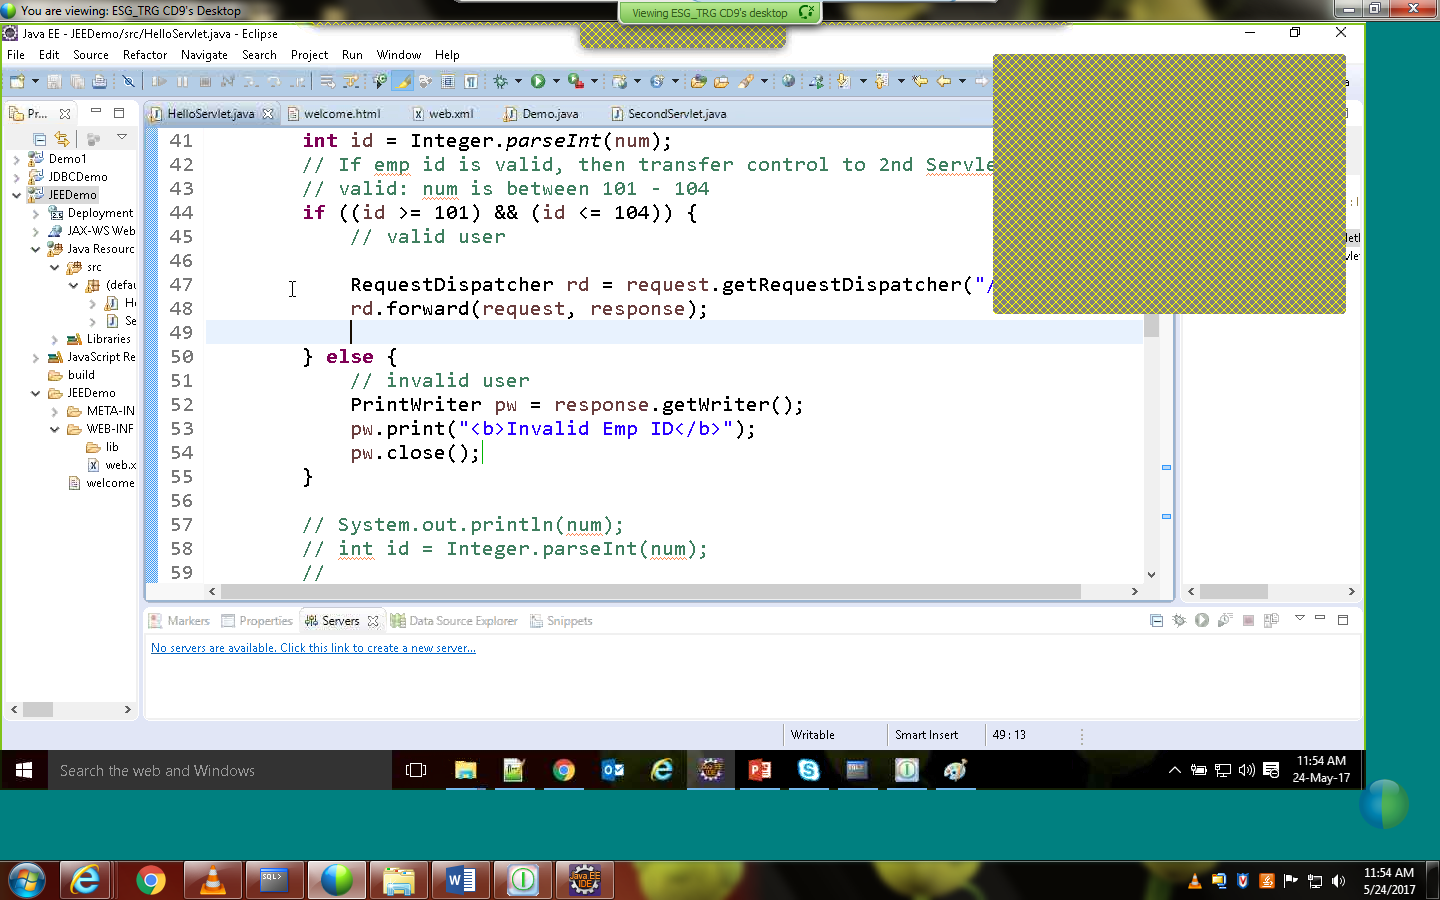 You are viewing: ESG_TRG CD9's Desktop
Viewing ESG_TRG CD9's desktop
Java EE - JEEDemo/src/HelloServlet.java - Eclipse
File Edit Source Refactor Navigate Search Project Run Window Help
Pr...
HelloServlet.java welcome.html web.xml Demo.java SecondServlet.java
Demo1
JDBCDemo
JEEDemo
Deployment
JAX-WS Web
Java Resourc
src
(defau
He
Se
Libraries
JavaScript Re
build
JEEDemo
META-IN
WEB-INF
lib
web.x
welcome
41 int id = Integer.parseInt(num);
42 // If emp id is valid, then transfer control to 2nd Servle
43 // valid: num is between 101 - 104
44 if ((id >= 101) && (id <= 104)) {
45 // valid user
46
47 RequestDispatcher rd = request.getRequestDispatcher("/
48 rd.forward(request, response);
49
50 } else {
51 // invalid user
52 PrintWriter pw = response.getWriter();
53 pw.print("<b>Invalid Emp ID</b>");
54 pw.close();
55 }
56
57 // System.out.println(num);
58 // int id = Integer.parseInt(num);
59 //
Markers Properties Servers Data Source Explorer Snippets
No servers are available. Click this link to create a new server...
Writable Smart Insert 49 : 13
Search the web and Windows
11:54 AM
24-May-17
SQL>
Java EE
IDE
11:54 AM
5/24/2017